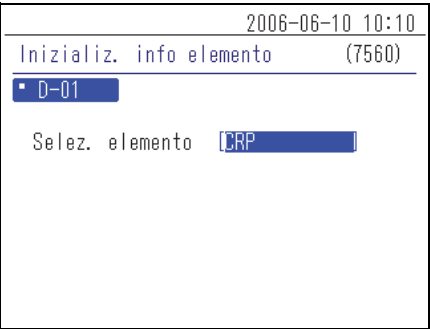 2006-06-10 10:10
Inizializ. info elemento (7560)
D-01
Selez. elemento [CRP ]